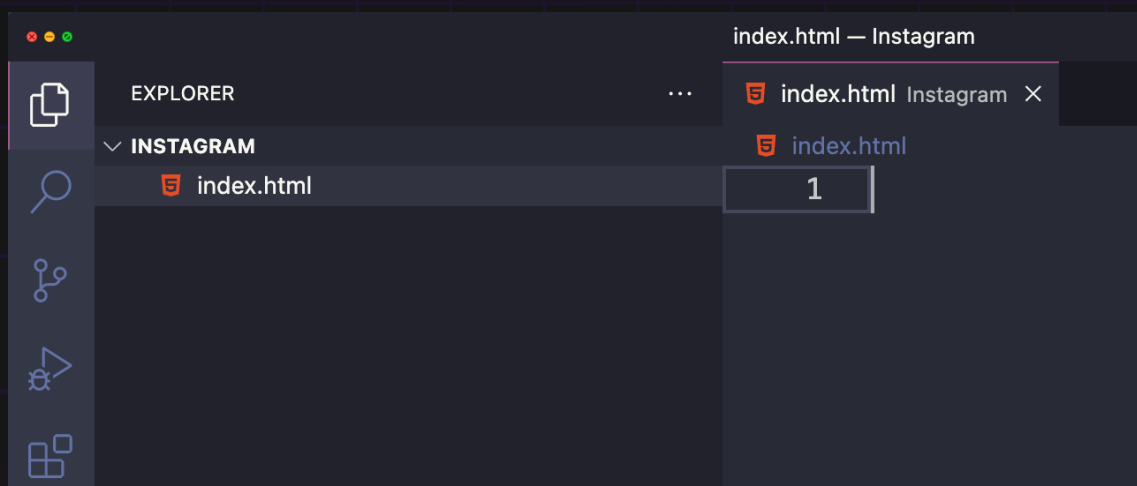 index.html — Instagram
EXPLORER ...
INSTAGRAM
index.html
index.html Instagram
index.html
1